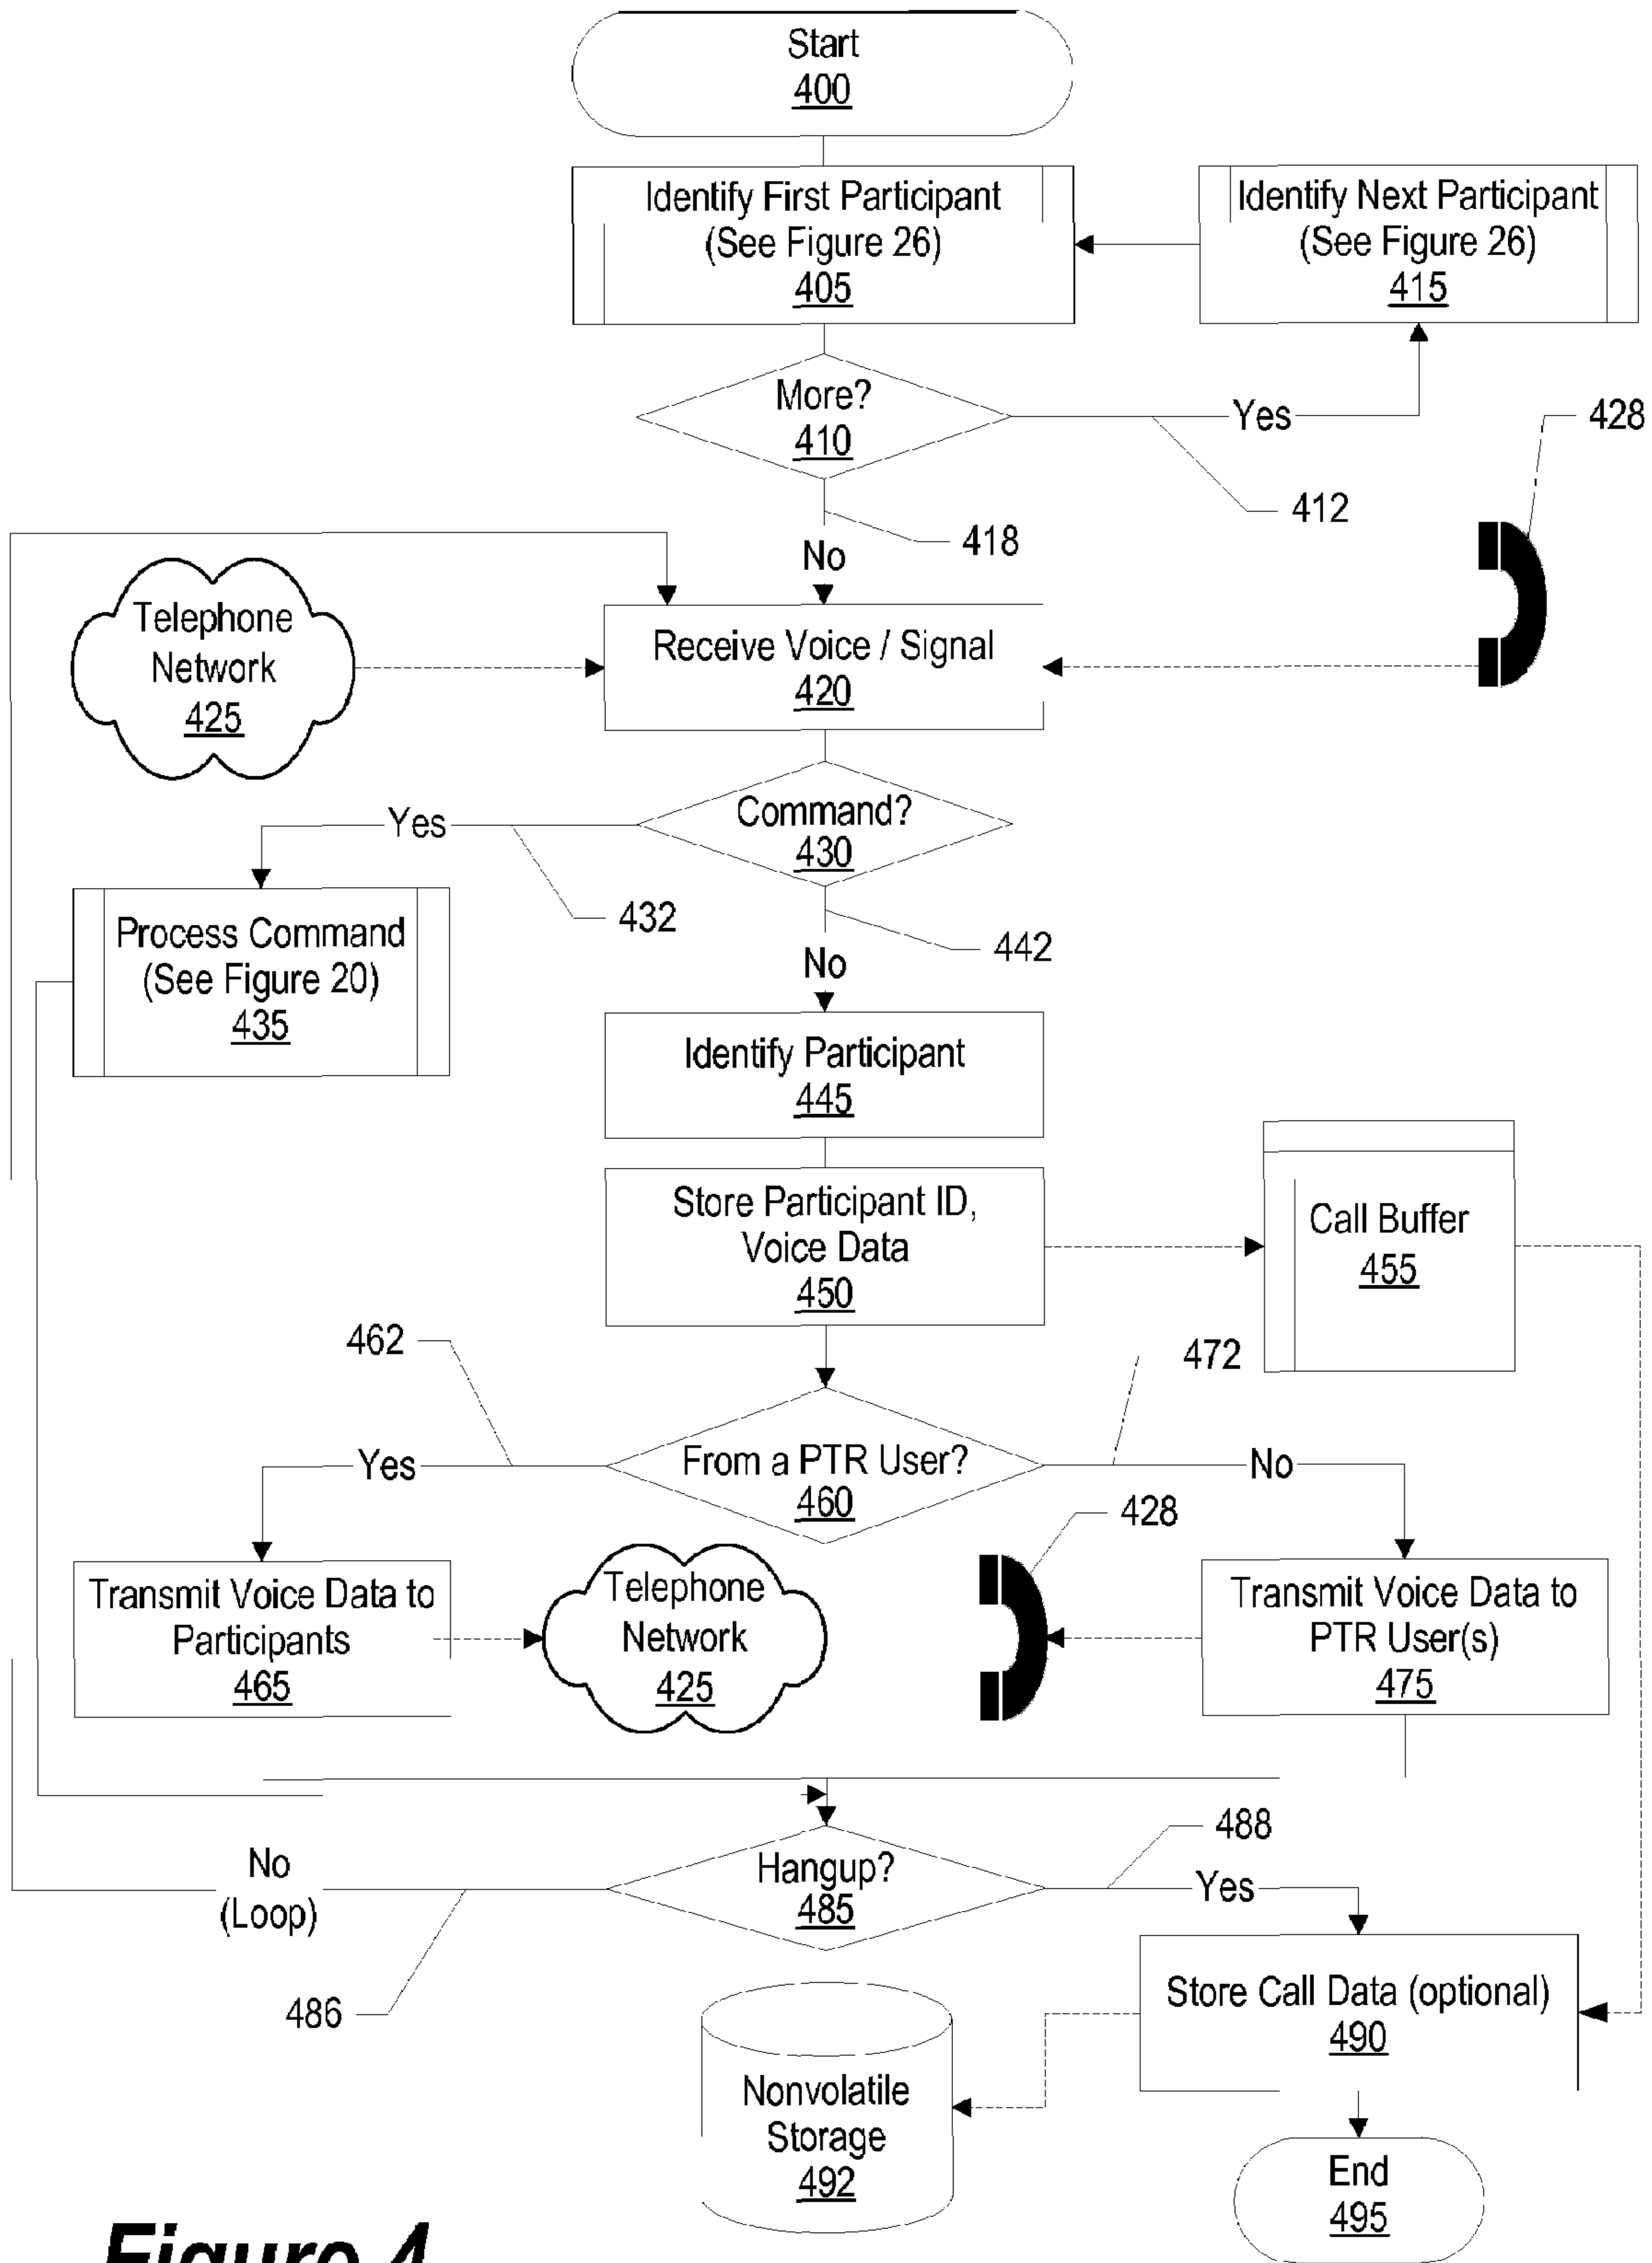 Start
400
Identify First Participant
(See Figure 26)
405
Identify Next Participant
(See Figure 26)
415
More?
410
Yes
428
412
418
No
Telephone
Network
425
Receive Voice / Signal
420
Command?
430
Yes
432
442
No
Process Command
(See Figure 20)
435
Identify Participant
445
Store Participant ID,
Voice Data
450
Call Buffer
455
462
472
From a PTR User?
460
Yes
No
428
Transmit Voice Data to
Participants
465
Telephone
Network
425
Transmit Voice Data to
PTR User(s)
475
488
Hangup?
485
No
(Loop)
Yes
486
Store Call Data (optional)
490
Nonvolatile
Storage
492
End
495
Figure 4